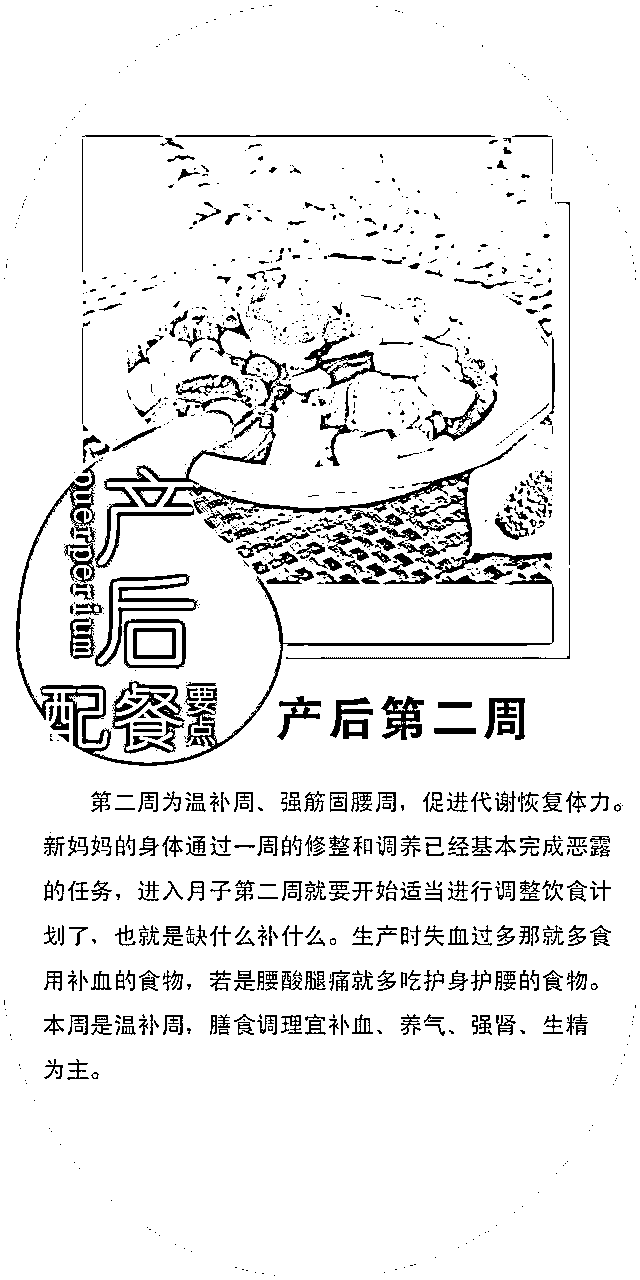 puerperium
产后
配餐要点
产后第二周
第二周为温补周、强筋固腰周，促进代谢恢复体力。
新妈妈的身体通过一周的修整和调养已经基本完成恶露
的任务，进入月子第二周就要开始适当进行调整饮食计
划了，也就是缺什么补什么。生产时失血过多那就多食
用补血的食物，若是腰酸腿痛就多吃护身护腰的食物。
本周是温补周，膳食调理宜补血、养气、强肾、生精
为主。